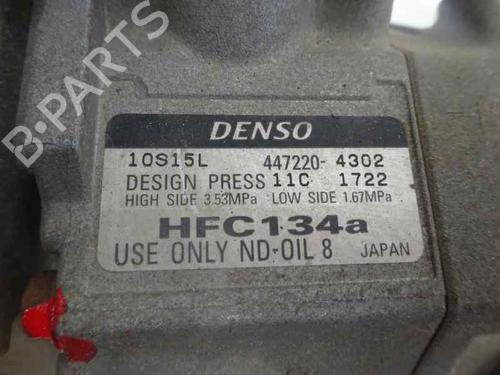 B-PARTS
DENSO
10S15L 447220-4302
DESIGN PRESS 11C 1722
HIGH SIDE 3.53MPa LOW SIDE 1.67MPa
HFC134a
USE ONLY ND-OIL 8 JAPAN